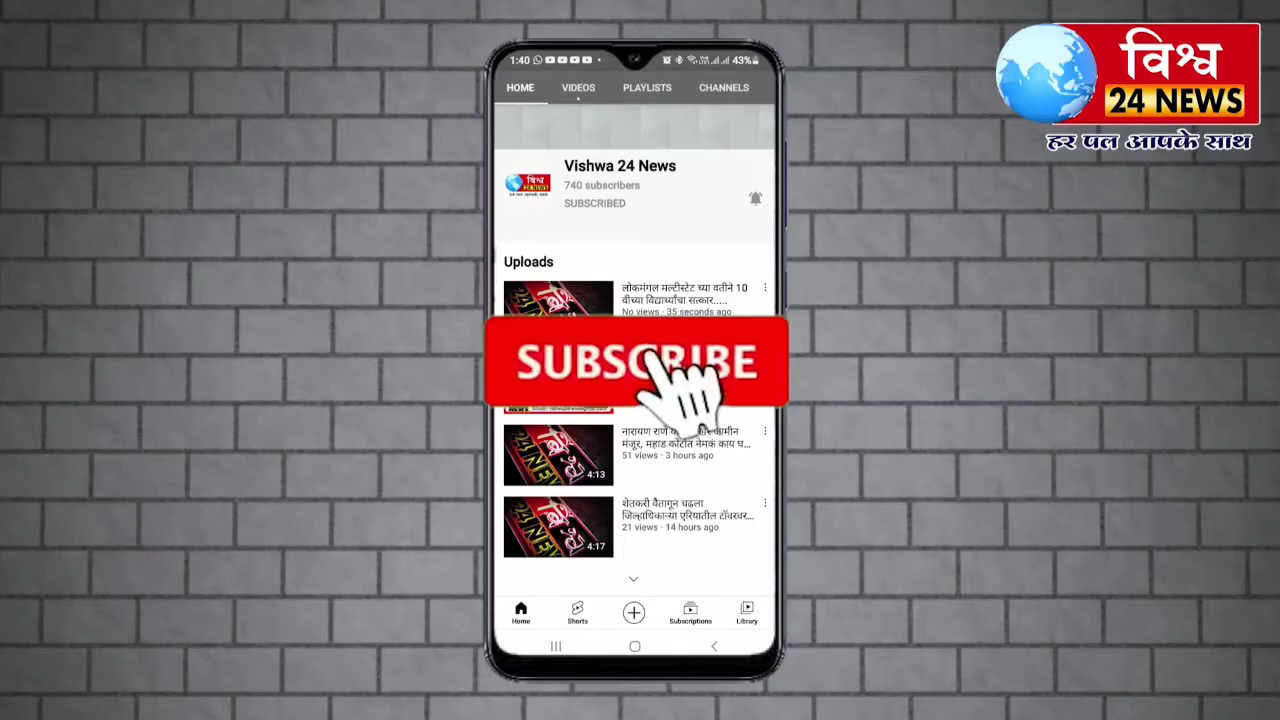 1:40
43%
HOME VIDEOS PLAYLISTS CHANNELS
विश्व
24 NEWS
हर पल आपके साथ
Vishwa 24 News
740 subscribers
SUBSCRIBED
विश्व
24 NEWS
Uploads
लोकमंगल मल्टीस्टेट च्या वतीने 10
वीच्या विद्यार्थ्यांचा सत्कार.....
No views · 35 seconds ago
SUBSCRIBE
नारायण राणे जामीन
मंजूर, महाड कोर्टात नेमकं काय घ...
51 views · 3 hours ago
4:13
शेतकरी वैतागून चढला
जिल्हाधिकाऱ्या एरियातील टॉवरवर...
21 views · 14 hours ago
4:17
Home Shorts Subscriptions Library